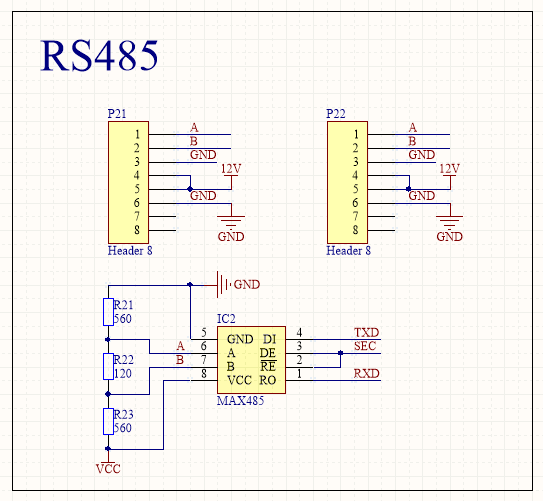 RS485
P21
1 A
2 B
3 GND
4 12V
5 GND
6
7
8
GND
Header 8
P22
1 A
2 B
3 GND
4 12V
5 GND
6
7
8
GND
Header 8
GND
R21
560
R22
120
R23
560
VCC
IC2
5 GND DI 4 TXD
A 6 A DE 3 SEC
B 7 B RE 2
8 VCC RO 1 RXD
MAX485